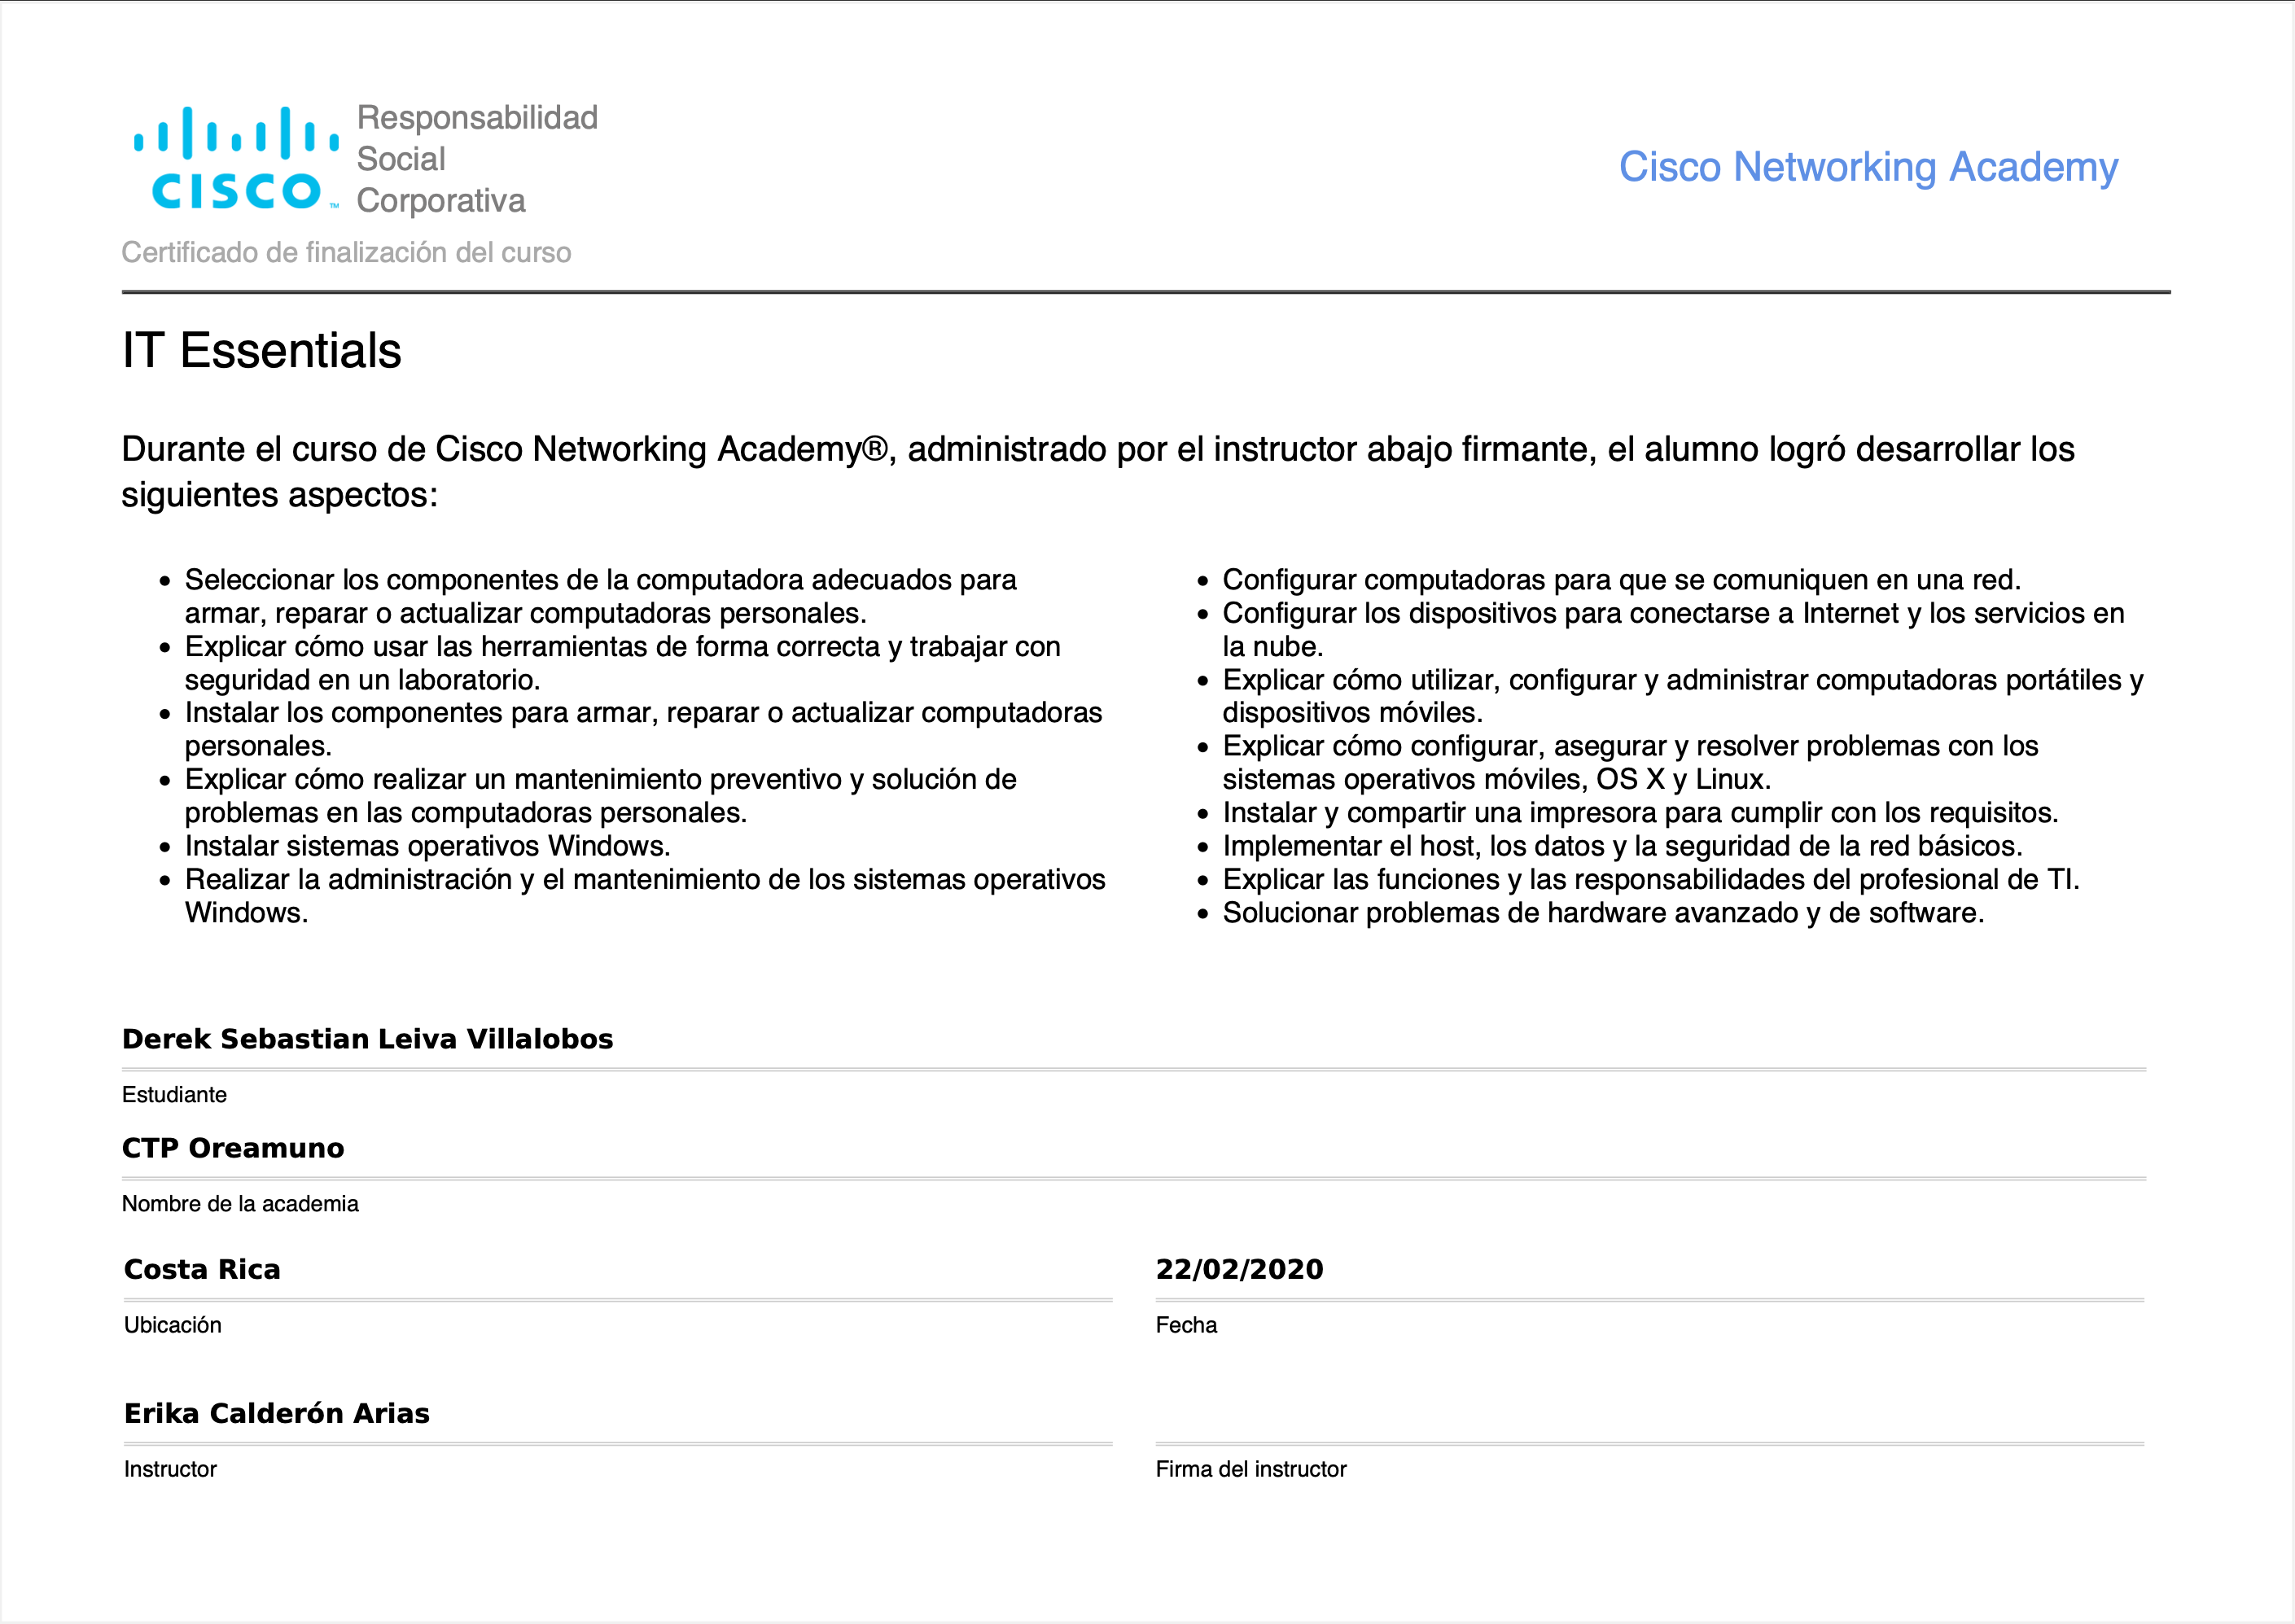 CISCO™
Responsabilidad
Social
Corporativa
Cisco Networking Academy
Certificado de finalización del curso
IT Essentials
Durante el curso de Cisco Networking Academy®, administrado por el instructor abajo firmante, el alumno logró desarrollar los
siguientes aspectos:
• Seleccionar los componentes de la computadora adecuados para
armar, reparar o actualizar computadoras personales.
• Explicar cómo usar las herramientas de forma correcta y trabajar con
seguridad en un laboratorio.
• Instalar los componentes para armar, reparar o actualizar computadoras
personales.
• Explicar cómo realizar un mantenimiento preventivo y solución de
problemas en las computadoras personales.
• Instalar sistemas operativos Windows.
• Realizar la administración y el mantenimiento de los sistemas operativos
Windows.
• Configurar computadoras para que se comuniquen en una red.
• Configurar los dispositivos para conectarse a Internet y los servicios en
la nube.
• Explicar cómo utilizar, configurar y administrar computadoras portátiles y
dispositivos móviles.
• Explicar cómo configurar, asegurar y resolver problemas con los
sistemas operativos móviles, OS X y Linux.
• Instalar y compartir una impresora para cumplir con los requisitos.
• Implementar el host, los datos y la seguridad de la red básicos.
• Explicar las funciones y las responsabilidades del profesional de TI.
• Solucionar problemas de hardware avanzado y de software.
Derek Sebastian Leiva Villalobos
Estudiante
CTP Oreamuno
Nombre de la academia
Costa Rica
Ubicación
22/02/2020
Fecha
Erika Calderón Arias
Instructor
Firma del instructor